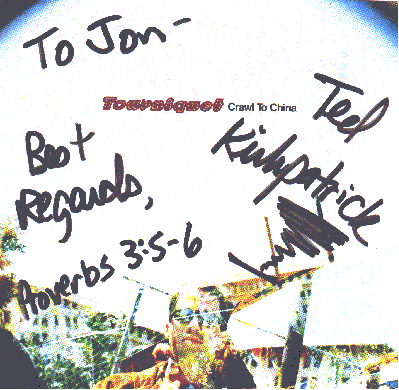 To Jon-
Tourniquet Crawl To China
Ted
Kirkpatrick
Best
Regards,
Proverbs 3:5-6